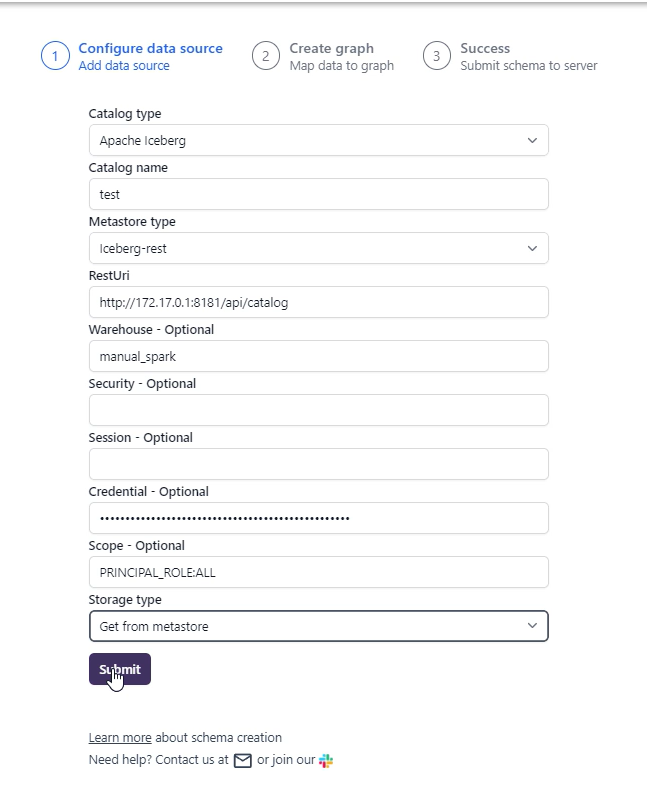 1 Configure data source
Add data source
2 Create graph
Map data to graph
3 Success
Submit schema to server
Catalog type
Apache Iceberg
Catalog name
test
Metastore type
Iceberg-rest
RestUri
http://172.17.0.1:8181/api/catalog
Warehouse - Optional
manual_spark
Security - Optional
Session - Optional
Credential - Optional
Scope - Optional
PRINCIPAL_ROLE:ALL
Storage type
Get from metastore
Submit
Learn more about schema creation
Need help? Contact us at or join our